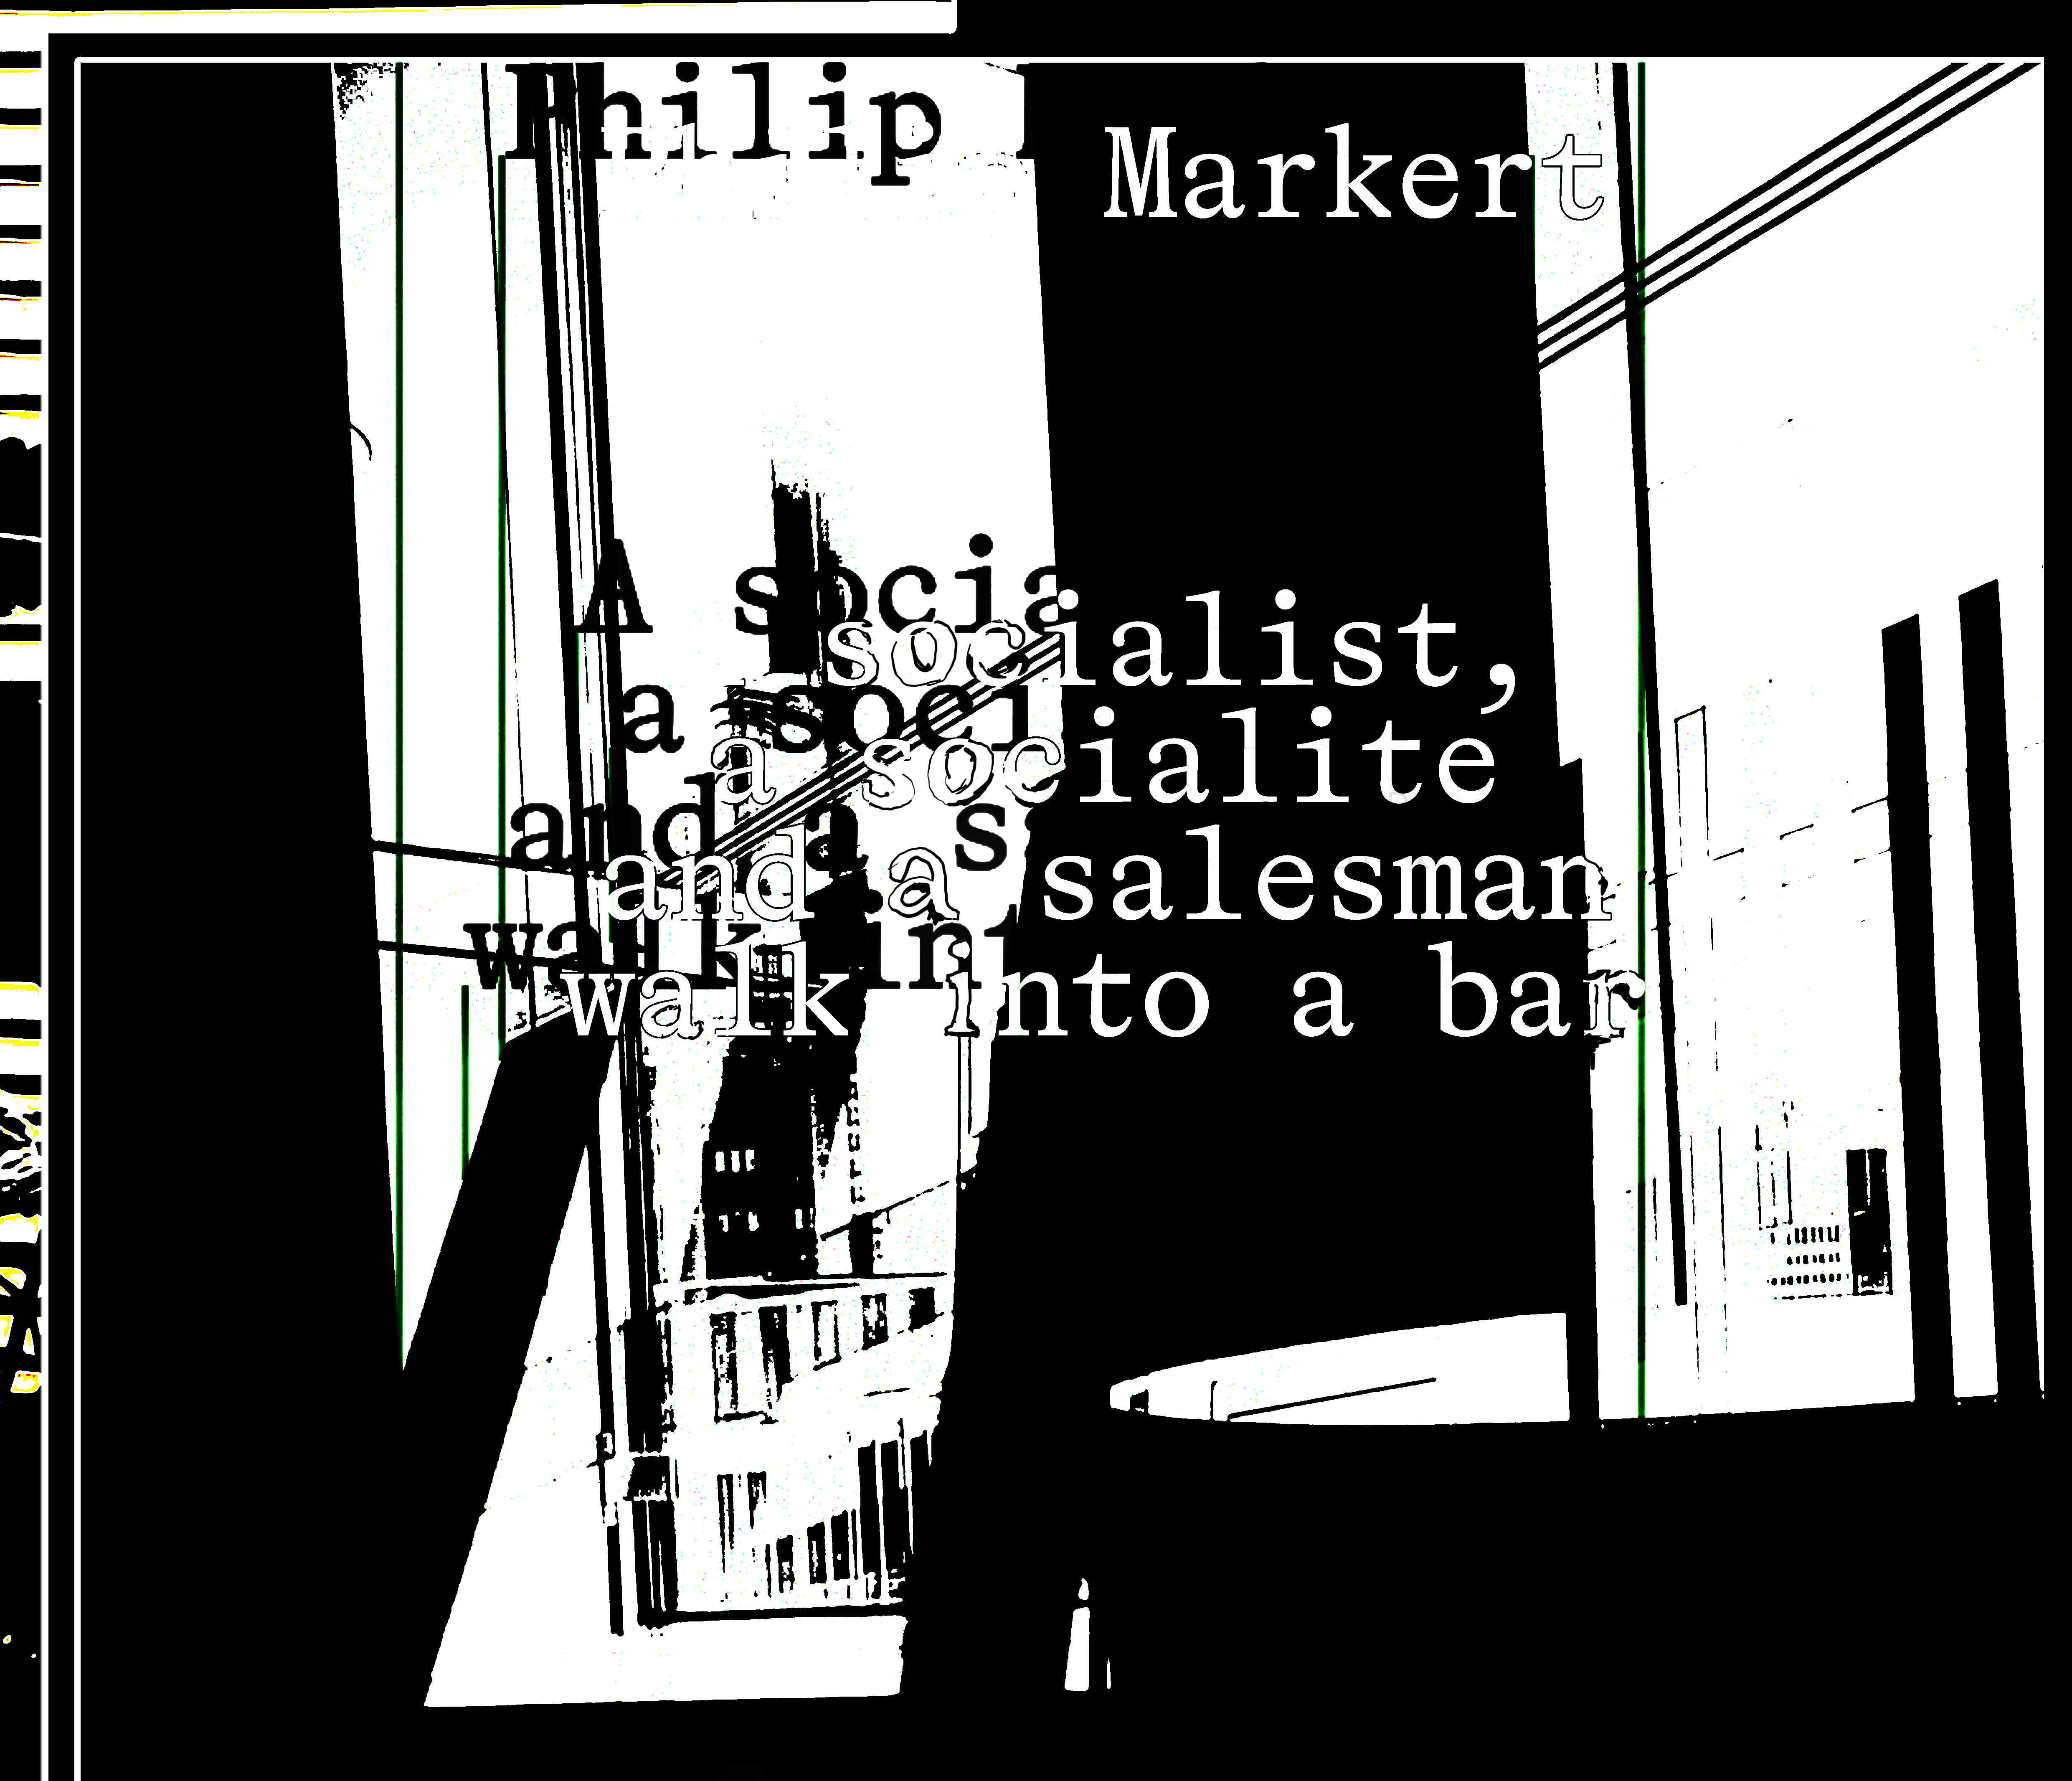 Philip Markert
A socialist,
a socialite
and a salesman
walk into a bar